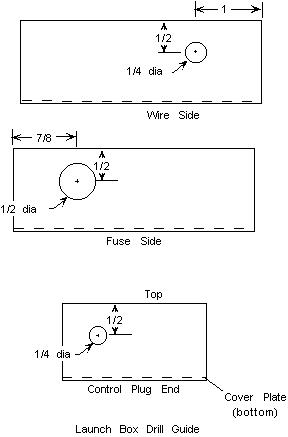 1
1/2
1/4 dia
Wire Side
7/8
1/2
1/2 dia
Fuse Side
Top
1/2
1/4 dia
Control Plug End
Cover Plate
(bottom)
Launch Box Drill Guide